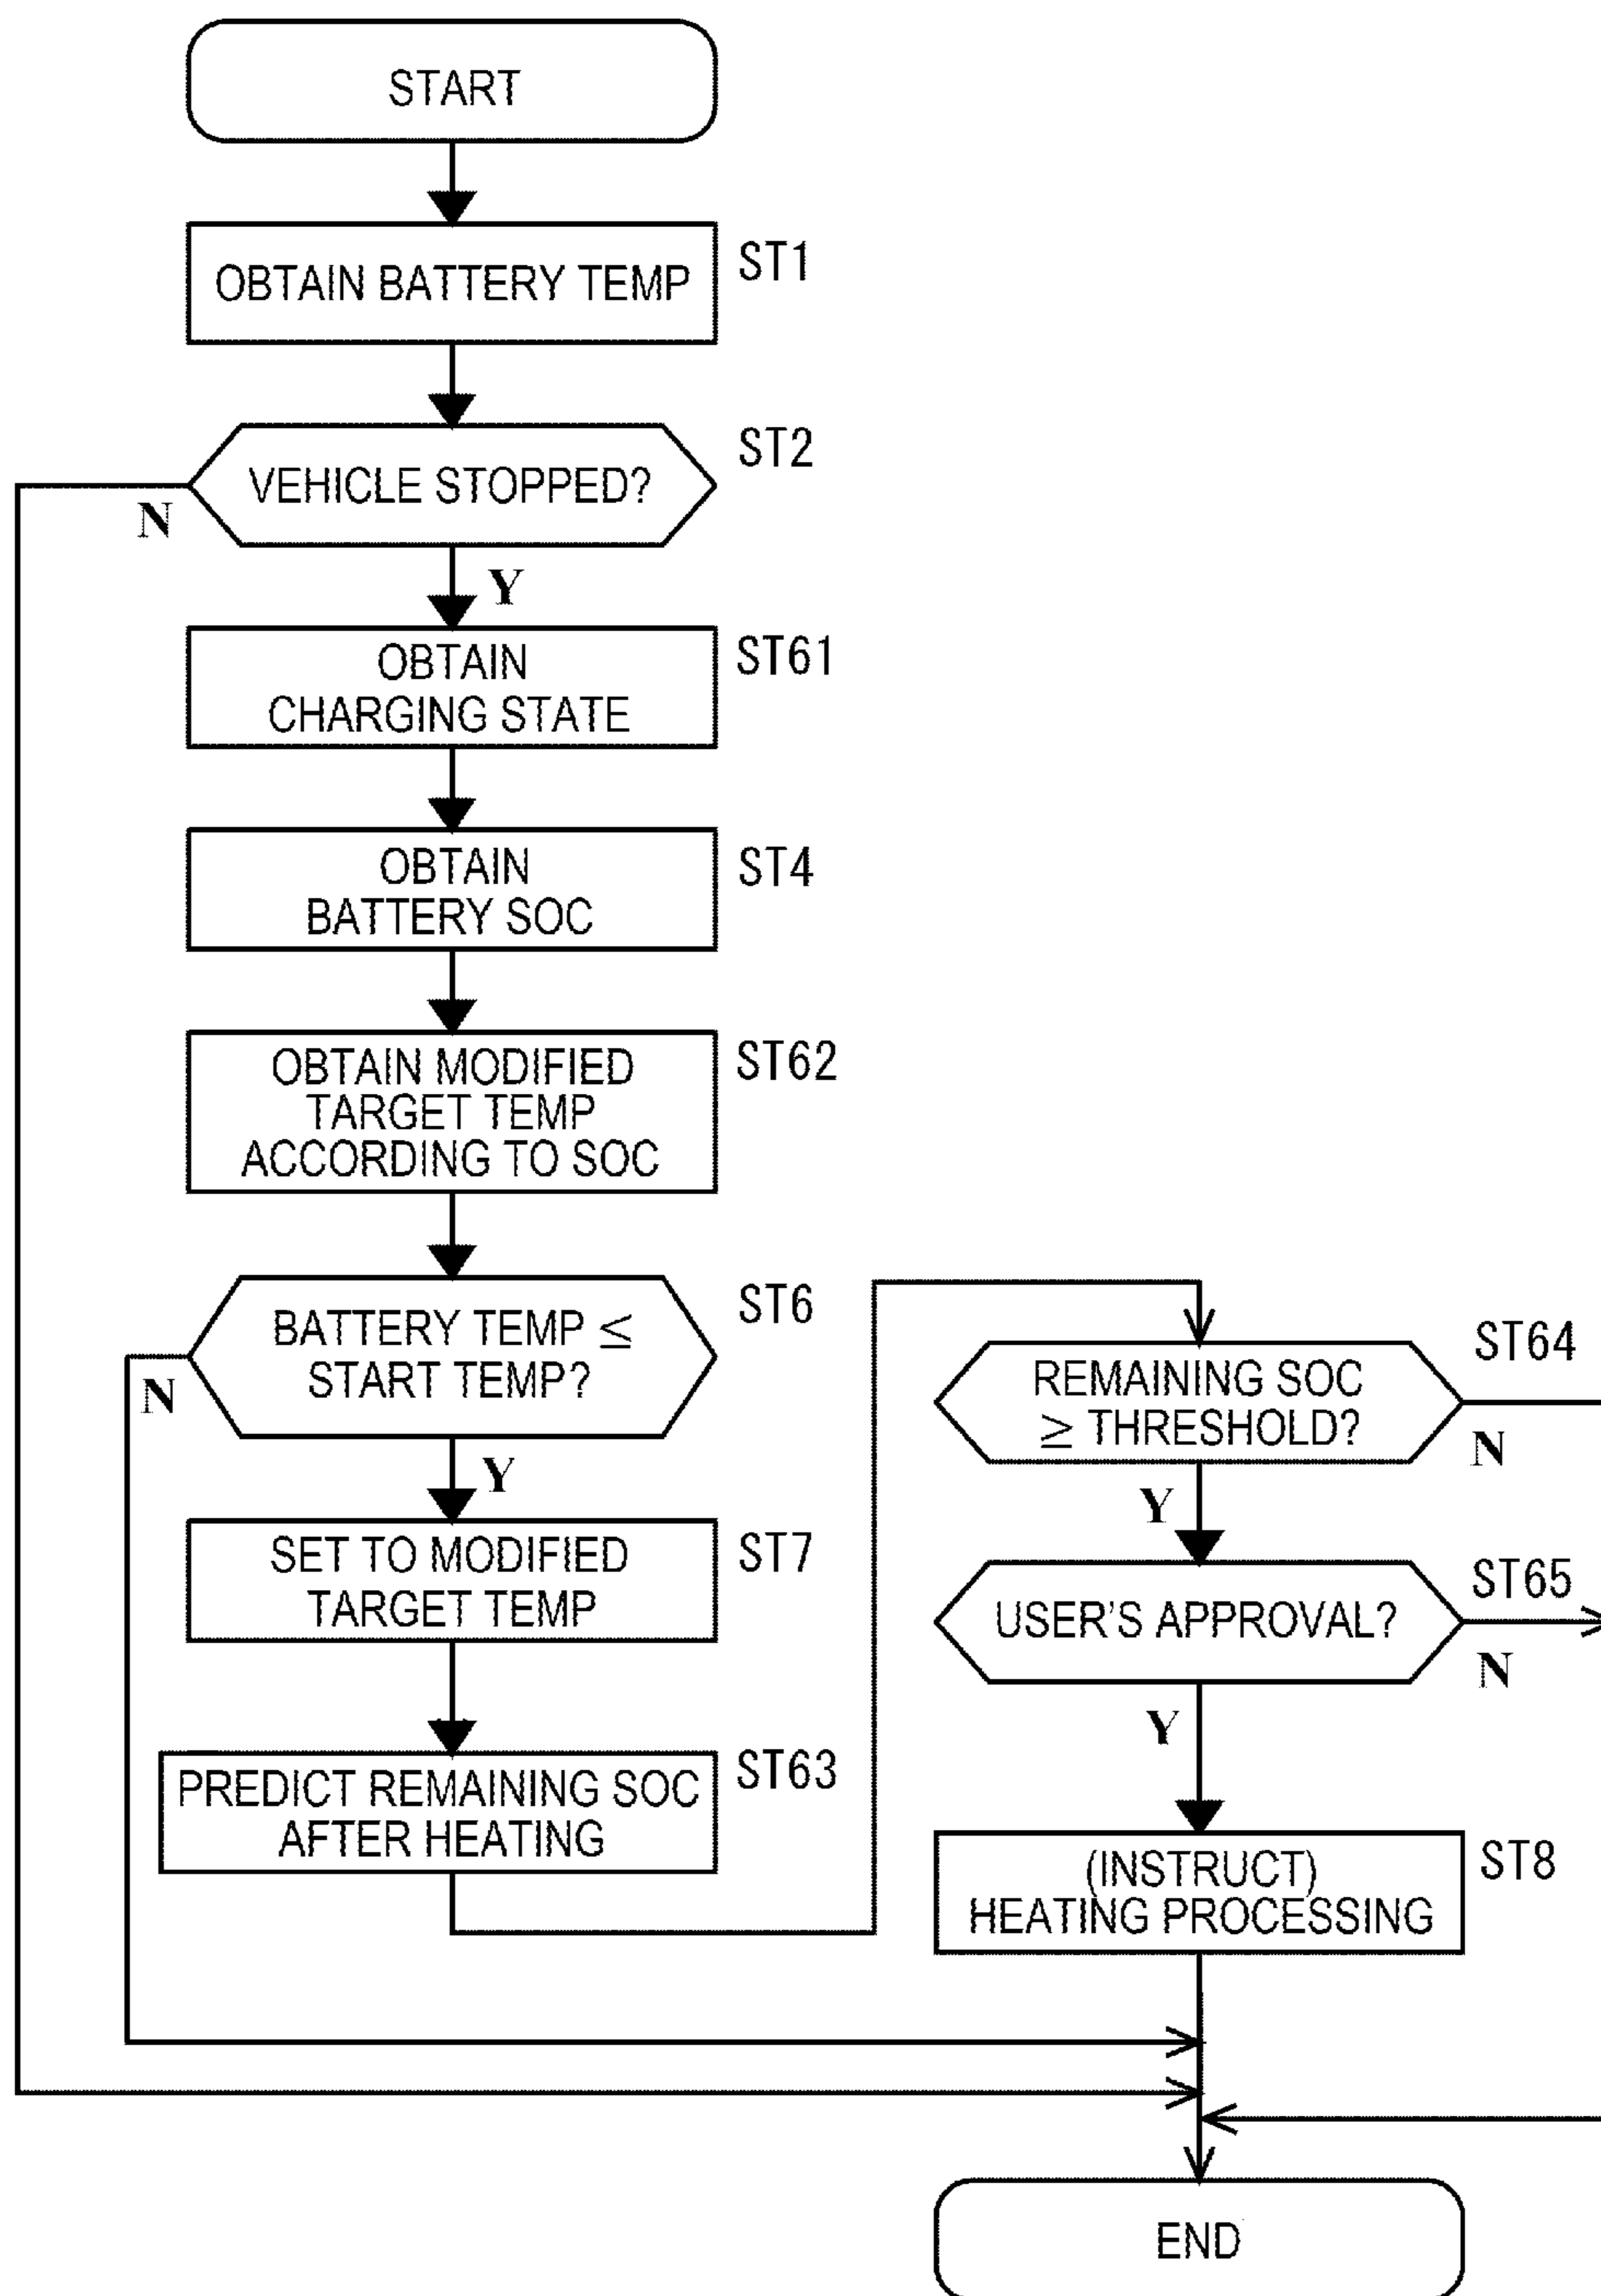 START
OBTAIN BATTERY TEMP
ST1
VEHICLE STOPPED?
ST2
N
Y
OBTAIN
CHARGING STATE
ST61
OBTAIN
BATTERY SOC
ST4
OBTAIN MODIFIED
TARGET TEMP
ACCORDING TO SOC
ST62
BATTERY TEMP ≤
START TEMP?
ST6
N
Y
SET TO MODIFIED
TARGET TEMP
ST7
PREDICT REMAINING SOC
AFTER HEATING
ST63
REMAINING SOC
≥ THRESHOLD?
ST64
N
Y
USER'S APPROVAL?
ST65
N
Y
(INSTRUCT)
HEATING PROCESSING
ST8
END